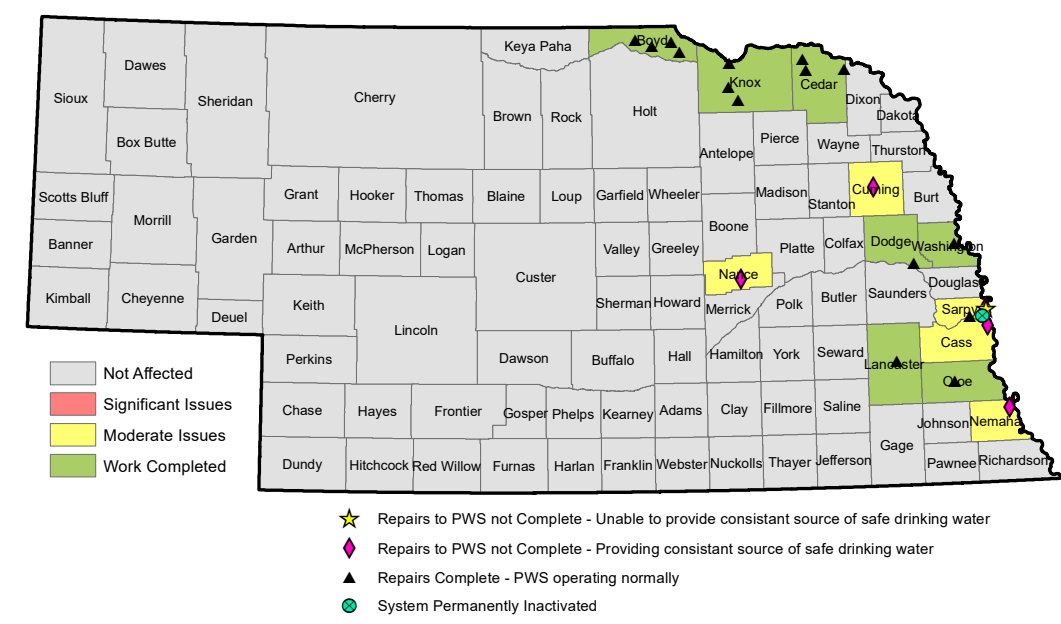 Boyd
Keya Paha
Dawes
Knox
Cedar
Sioux
Cherry
Sheridan
Dixon
Holt
Brown
Rock
Dakota
Box Butte
Pierce
Wayne
Thurston
Antelope
Cuming
Grant
Hooker
Thomas
Blaine
Loup
Garfield
Wheeler
Madison
Stanton
Burt
Scotts Bluff
Morrill
Boone
Garden
Banner
Arthur
McPherson
Logan
Valley
Greeley
Platte
Colfax
Dodge
Washington
Custer
Nance
Douglas
Kimball
Cheyenne
Keith
Sherman
Howard
Merrick
Polk
Butler
Saunders
Sarpy
Deuel
Lincoln
Perkins
Dawson
Buffalo
Hall
Hamilton
York
Seward
Lancaster
Cass
Otoe
Chase
Hayes
Frontier
Gosper
Phelps
Kearney
Adams
Clay
Fillmore
Saline
Johnson
Nemaha
Gage
Dundy
Hitchcock
Red Willow
Furnas
Harlan
Franklin
Webster
Nuckolls
Thayer
Jefferson
Pawnee
Richardson
Not Affected
Significant Issues
Moderate Issues
Work Completed
Repairs to PWS not Complete - Unable to provide consistant source of safe drinking water
Repairs to PWS not Complete - Providing consistant source of safe drinking water
Repairs Complete - PWS operating normally
System Permanently Inactivated